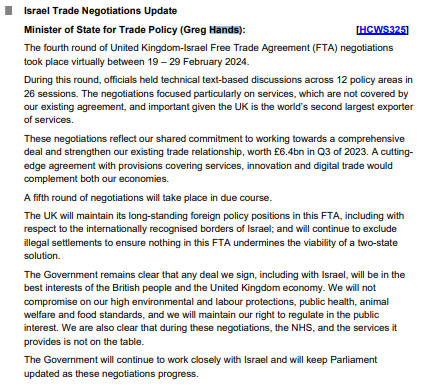 Israel Trade Negotiations Update
Minister of State for Trade Policy (Greg Hands): [HCWS325]
The fourth round of United Kingdom-Israel Free Trade Agreement (FTA) negotiations
took place virtually between 19 – 29 February 2024.
During this round, officials held technical text-based discussions across 12 policy areas in
26 sessions. The negotiations focused particularly on services, which are not covered by
our existing agreement, and important given the UK is the world's second largest exporter
of services.
These negotiations reflect our shared commitment to working towards a comprehensive
deal and strengthen our existing trade relationship, worth £6.4bn in Q3 of 2023. A cutting-
edge agreement with provisions covering services, innovation and digital trade would
complement both our economies.
A fifth round of negotiations will take place in due course.
The UK will maintain its long-standing foreign policy positions in this FTA, including with
respect to the internationally recognised borders of Israel; and will continue to exclude
illegal settlements to ensure nothing in this FTA undermines the viability of a two-state
solution.
The Government remains clear that any deal we sign, including with Israel, will be in the
best interests of the British people and the United Kingdom economy. We will not
compromise on our high environmental and labour protections, public health, animal
welfare and food standards, and we will maintain our right to regulate in the public
interest. We are also clear that during these negotiations, the NHS, and the services it
provides is not on the table.
The Government will continue to work closely with Israel and will keep Parliament
updated as these negotiations progress.